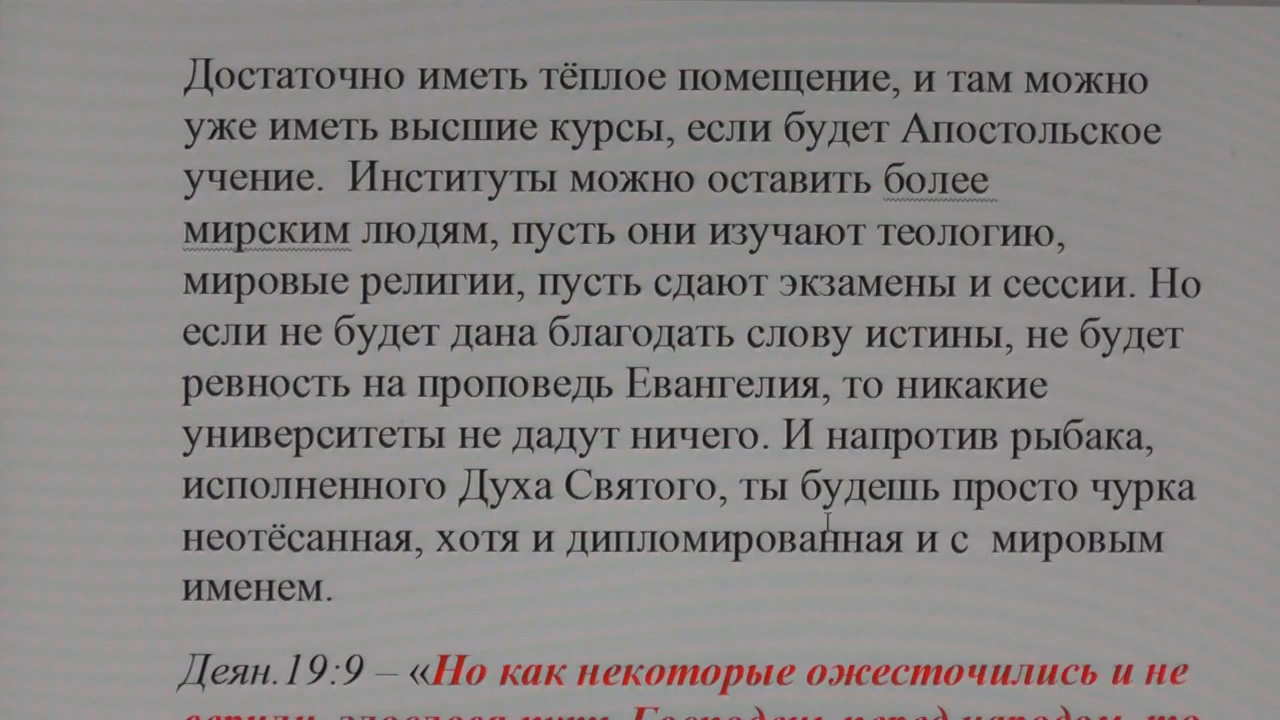 Достаточно иметь тёплое помещение, и там можно
уже иметь высшие курсы, если будет Апостольское
учение.  Институты можно оставить более
мирским людям, пусть они изучают теологию,
мировые религии, пусть сдают экзамены и сессии. Но
если не будет дана благодать слову истины, не будет
ревность на проповедь Евангелия, то никакие
университеты не дадут ничего. И напротив рыбака,
исполненного Духа Святого, ты будешь просто чурка
неотёсанная, хотя и дипломированная и с  мировым
именем.
Деян.19:9 – «Но как некоторые ожесточились и не